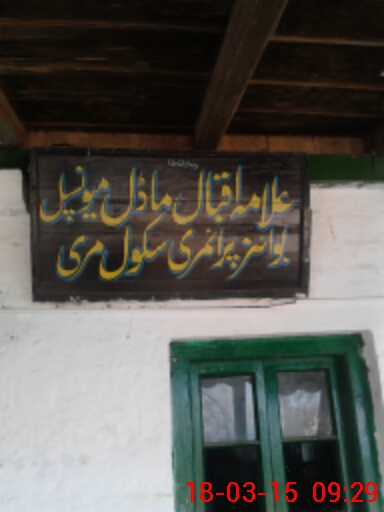 علامہ اقبال ماڈل میونسپل
بوائز پرائمری سکول مری
18-03-15 09:29